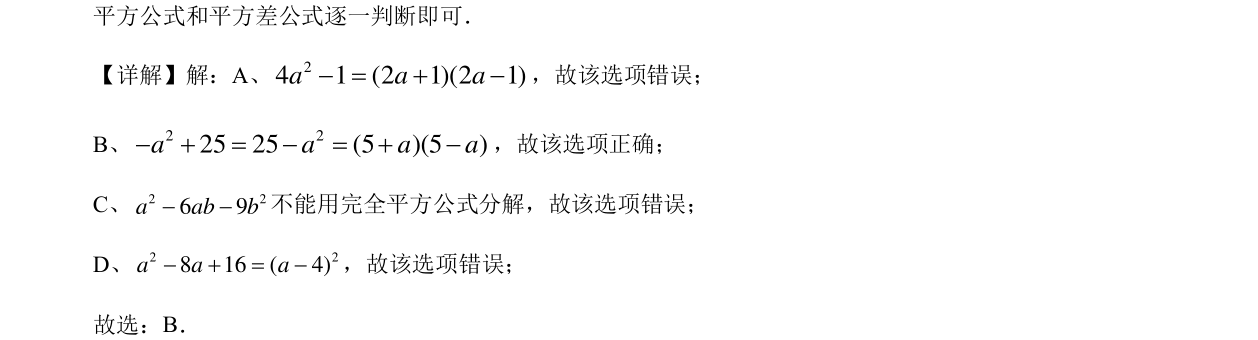 平方公式和平方差公式逐一判断即可．
【详解】解：A、4a²−1=(2a+1)(2a−1)，故该选项错误；
B、−a²+25=25−a²=(5+a)(5−a)，故该选项正确；
C、a²−6ab−9b²不能用完全平方公式分解，故该选项错误；
D、a²−8a+16=(a−4)²，故该选项错误；
故选：B．